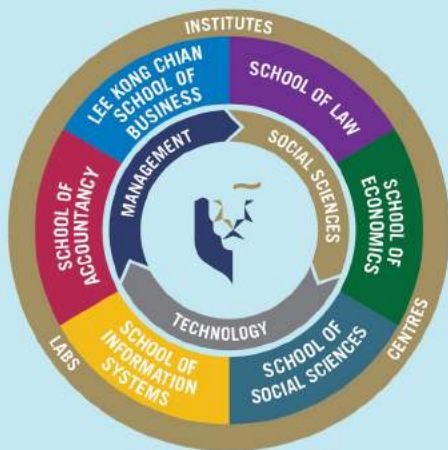 INSTITUTES
LEE KONG CHIAN
SCHOOL OF
BUSINESS
SCHOOL OF LAW
SCHOOL OF
ECONOMICS
SCHOOL OF
SOCIAL SCIENCES
SCHOOL OF
INFORMATION
SYSTEMS
SCHOOL OF
ACCOUNTANCY
MANAGEMENT
SOCIAL SCIENCES
TECHNOLOGY
LABS
CENTRES